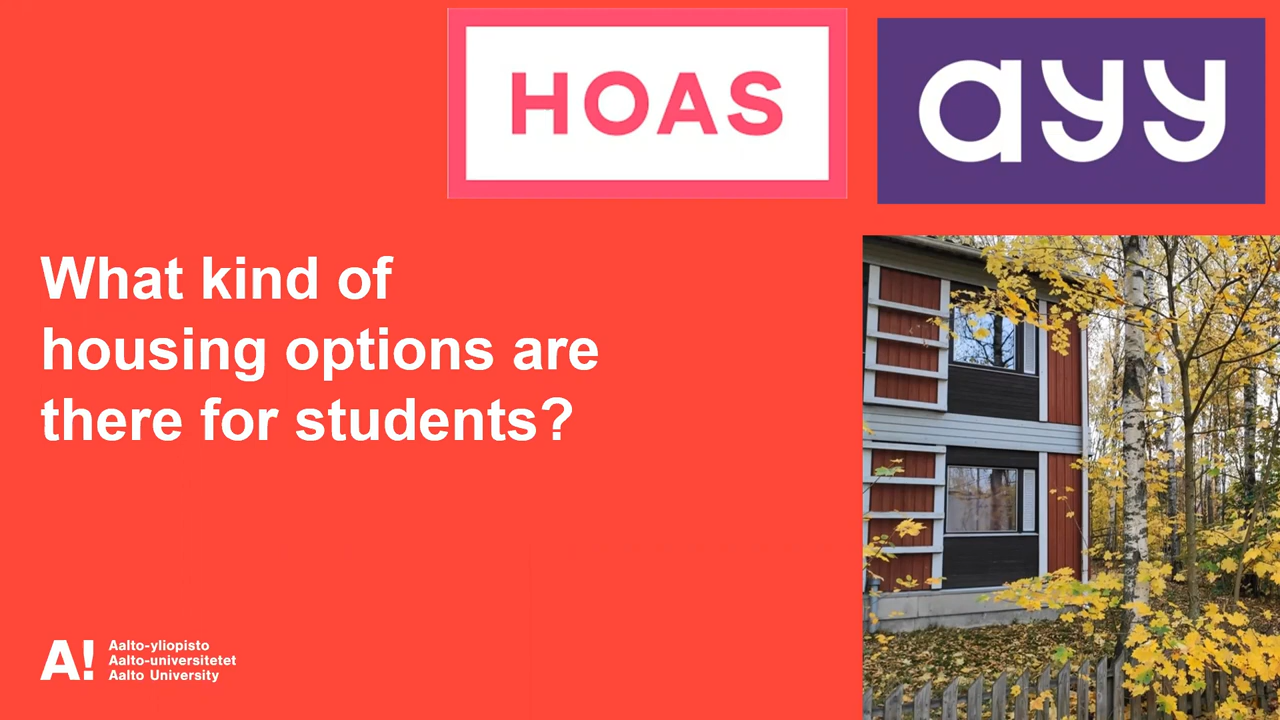 HOAS
ayy
What kind of
housing options are
there for students?
A!
Aalto-yliopisto
Aalto-universitetet
Aalto University